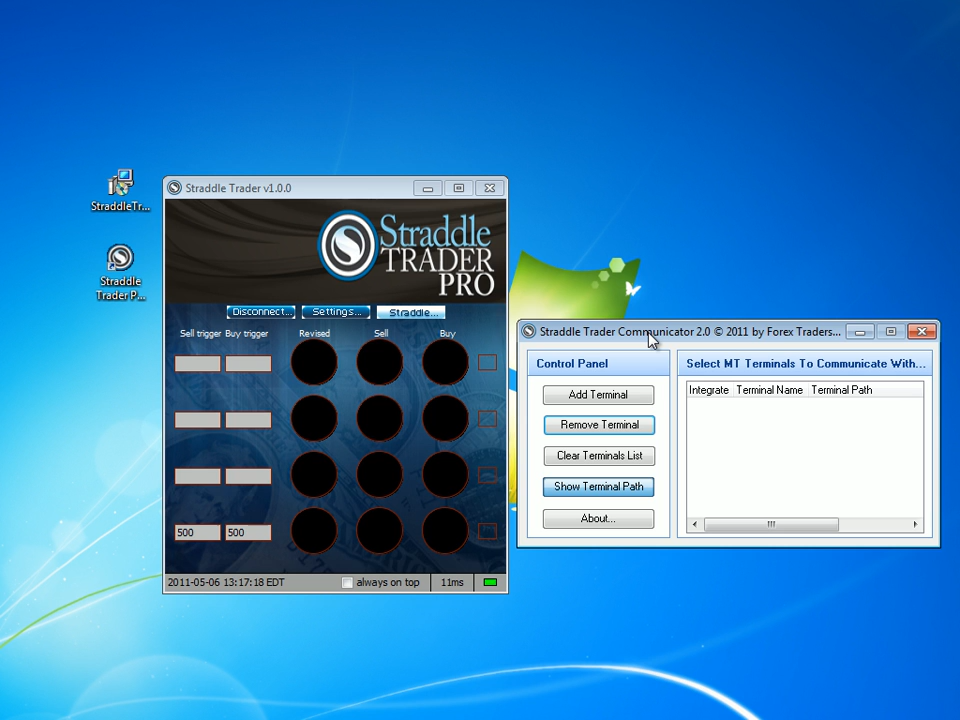 StraddleTr...
Straddle
Trader P...
Straddle Trader v1.0.0
Straddle
TRADER
PRO
Disconnect...
Settings...
Straddle...
Sell trigger Buy trigger Revised Sell Buy
500 500
2011-05-06 13:17:18 EDT always on top 11ms
Straddle Trader Communicator 2.0 © 2011 by Forex Traders...
Control Panel
Add Terminal
Remove Terminal
Clear Terminals List
Show Terminal Path
About...
Select MT Terminals To Communicate With...
Integrate Terminal Name Terminal Path